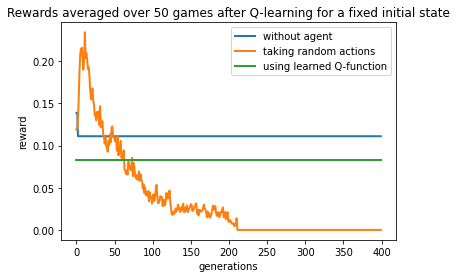 Rewards averaged over 50 games after Q-learning for a fixed initial state
without agent
taking random actions
using learned Q-function
reward
0.20
0.15
0.10
0.05
0.00
0 50 100 150 200 250 300 350 400
generations